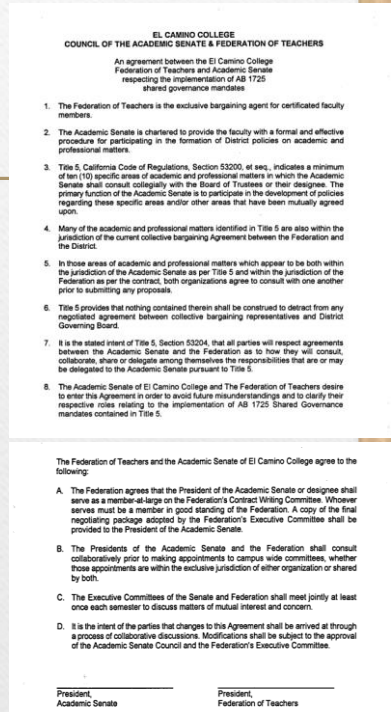 EL CAMINO COLLEGE
COUNCIL OF THE ACADEMIC SENATE & FEDERATION OF TEACHERS
An agreement between the El Camino College
Federation of Teachers and Academic Senate
respecting the implementation of AB 1725
shared governance mandates
1. The Federation of Teachers is the exclusive bargaining agent for certificated faculty
members.
2. The Academic Senate is chartered to provide the faculty with a formal and effective
procedure for participating in the formation of District policies on academic and
professional matters.
3. Title 5, California Code of Regulations, Section 53200, et seq., indicates a minimum
of ten (10) specific areas of academic and professional matters in which the Academic
Senate shall consult collegially with the Board of Trustees or their designee. The
primary function of the Academic Senate is to participate in the development of policies
regarding these specific areas and/or other areas that have been mutually agreed
upon.
4. Many of the academic and professional matters identified in Title 5 are also within the
jurisdiction of the current collective bargaining Agreement between the Federation and
the District.
5. In those areas of academic and professional matters which appear to be both within
the jurisdiction of the Academic Senate as per Title 5 and within the jurisdiction of the
Federation as per the contract, both organizations agree to consult with one another
prior to submitting any proposals.
6. Title 5 provides that nothing contained therein shall be construed to detract from any
negotiated agreement between collective bargaining representatives and District
Governing Board.
7. It is the stated intent of Title 5, Section 53204, that all parties will respect agreements
between the Academic Senate and the Federation as to how they will consult,
collaborate, share or delegate among themselves the responsibilities that are or may
be delegated to the Academic Senate pursuant to Title 5.
8. The Academic Senate of El Camino College and The Federation of Teachers desire
to enter this Agreement in order to avoid future misunderstandings and to clarify their
respective roles relating to the implementation of AB 1725 Shared Governance
mandates contained in Title 5.
The Federation of Teachers and the Academic Senate of El Camino College agree to the
following:
A. The Federation agrees that the President of the Academic Senate or designee shall
serve as a member-at-large on the Federation's Contract Writing Committee. Whoever
serves must be a member in good standing of the Federation. A copy of the final
negotiating package adopted by the Federation's Executive Committee shall be
provided to the President of the Academic Senate.
B. The Presidents of the Academic Senate and the Federation shall consult
collaboratively prior to making appointments to campus wide committees, whether
those appointments are within the exclusive jurisdiction of either organization or shared
by both.
C. The Executive Committees of the Senate and Federation shall meet jointly at least
once each semester to discuss matters of mutual interest and concern.
D. It is the intent of the parties that changes to this Agreement shall be arrived at through
a process of collaborative discussions. Modifications shall be subject to the approval
of the Academic Senate Council and the Federation's Executive Committee.
President, President,
Academic Senate Federation of Teachers